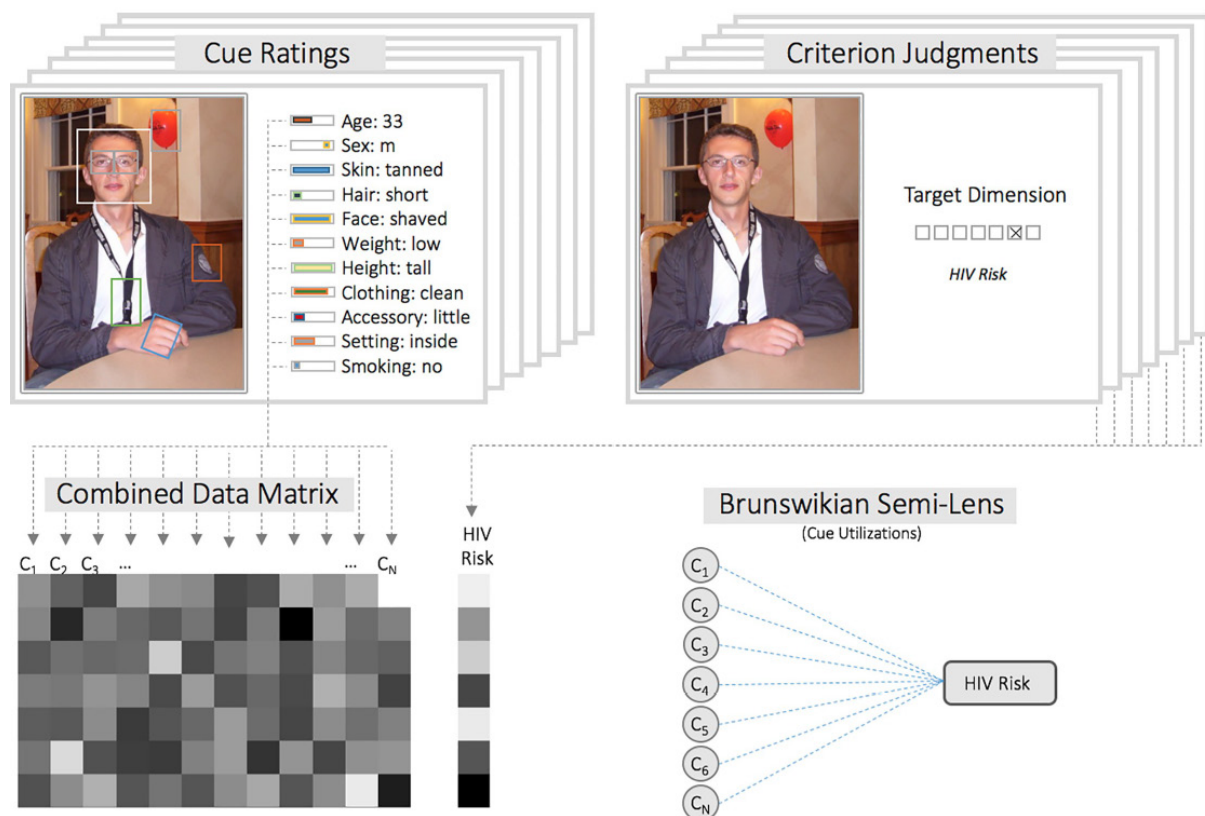 Cue Ratings
Age: 33
Sex: m
Skin: tanned
Hair: short
Face: shaved
Weight: low
Height: tall
Clothing: clean
Accessory: little
Setting: inside
Smoking: no
Criterion Judgments
Target Dimension
HIV Risk
Combined Data Matrix
HIV
Risk
C1 C2 C3 ... ... CN
Brunswikian Semi-Lens
(Cue Utilizations)
C1
C2
C3
C4
C5
C6
CN
HIV Risk